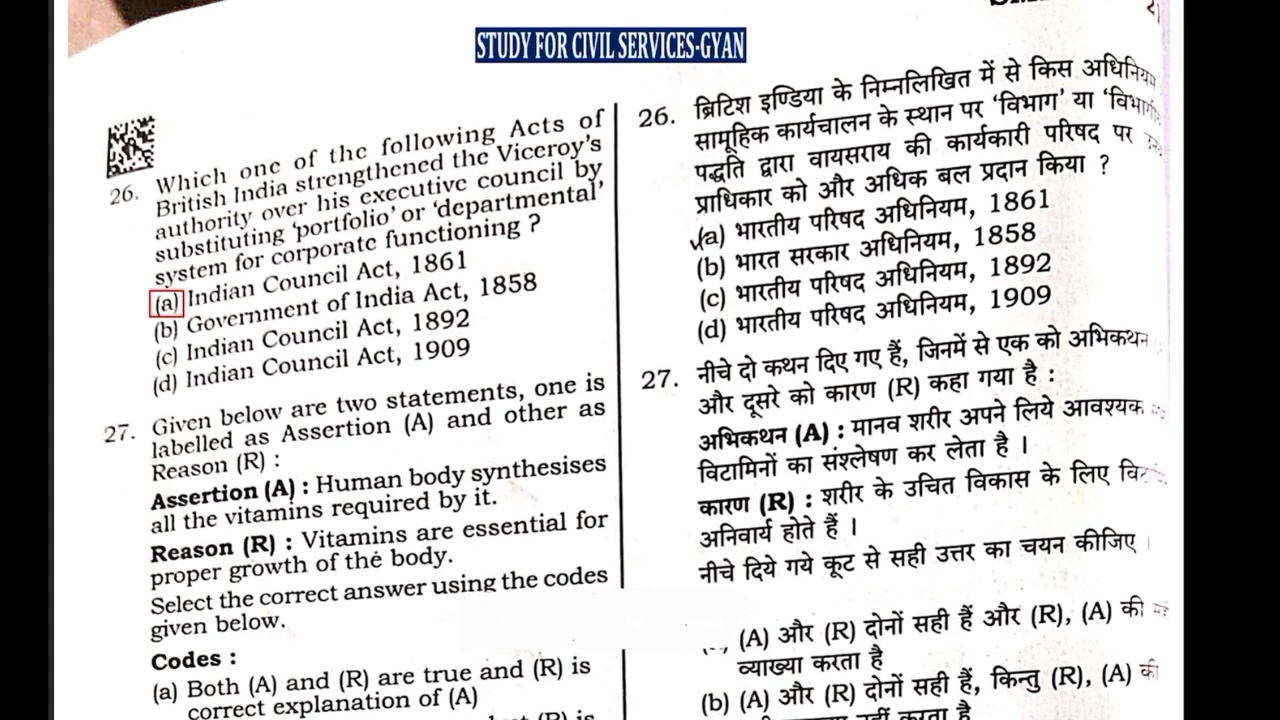 STUDY FOR CIVIL SERVICES-GYAN
26. Which one of the following Acts of
British India strengthened the Viceroy's
authority over his executive council by
substituting 'portfolio' or 'departmental'
system for corporate functioning ?
(a) Indian Council Act, 1861
(b) Government of India Act, 1858
(c) Indian Council Act, 1892
(d) Indian Council Act, 1909
27. Given below are two statements, one is
labelled as Assertion (A) and other as
Reason (R) :
Assertion (A) : Human body synthesises
all the vitamins required by it.
Reason (R) : Vitamins are essential for
proper growth of the body.
Select the correct answer using the codes
given below.
Codes :
(a) Both (A) and (R) are true and (R) is
correct explanation of (A)
(R) is
26. ब्रिटिश इण्डिया के निम्नलिखित में से किस अधिनियम
सामूहिक कार्यचालन के स्थान पर 'विभाग' या
पद्धति द्वारा वायसराय की कार्यकारी परिषद पर
प्राधिकार को और अधिक बल प्रदान किया ?
(a) भारतीय परिषद अधिनियम, 1861
(b) भारत सरकार अधिनियम, 1858
(c) भारतीय परिषद अधिनियम, 1892
(d) भारतीय परिषद अधिनियम, 1909
27. नीचे दो कथन दिए गए हैं, जिनमें से एक को अभिकथन
और दूसरे को कारण (R) कहा गया है :
अभिकथन (A) : मानव शरीर अपने लिये आवश्यक
विटामिनों का संश्लेषण कर लेता है ।
कारण (R) : शरीर के उचित विकास के लिए
अनिवार्य होते हैं ।
नीचे दिये गये कूट से सही उत्तर का चयन कीजिए ।
(A) और (R) दोनों सही हैं और (R), (A) की
व्याख्या करता है
(b) (A) और (R) दोनों सही हैं, किन्तु (R), (A) की